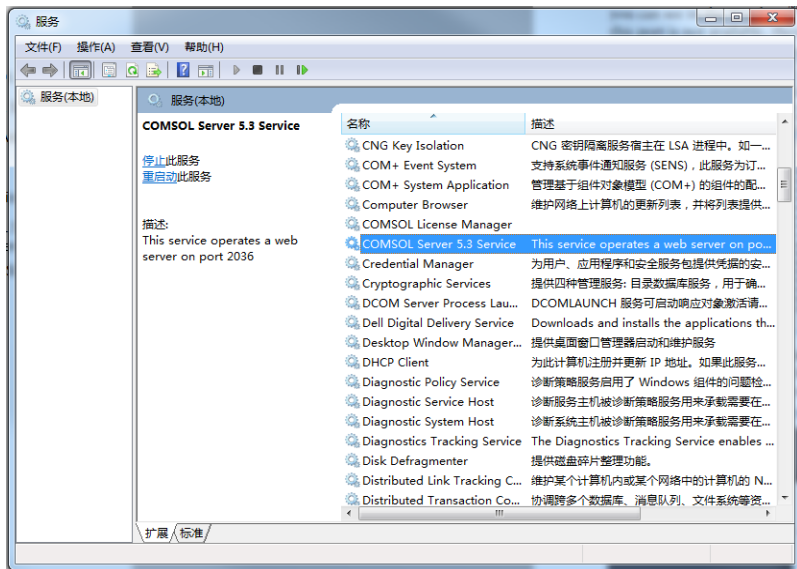 服务
文件(F) 操作(A) 查看(V) 帮助(H)
服务(本地)
服务(本地)
COMSOL Server 5.3 Service
停止此服务
重启动此服务
描述:
This service operates a web
server on port 2036
名称 描述
CNG Key Isolation CNG 密钥隔离服务宿主在 LSA 进程中。如一...
COM+ Event System 支持系统事件通知服务 (SENS)，此服务为订...
COM+ System Application 管理基于组件对象模型 (COM+) 的组件的配...
Computer Browser 维护网络上计算机的更新列表，并将列表提供...
COMSOL License Manager
COMSOL Server 5.3 Service This service operates a web server on po...
Credential Manager 为用户、应用程序和安全服务包提供凭据的安...
Cryptographic Services 提供四种管理服务: 目录数据库服务，用于确...
DCOM Server Process Lau... DCOMLAUNCH 服务可启动响应对象激活请...
Dell Digital Delivery Service Downloads and installs the applications th...
Desktop Window Manager... 提供桌面窗口管理器启动和维护服务
DHCP Client 为此计算机注册并更新 IP 地址。如果此服务...
Diagnostic Policy Service 诊断策略服务启用了 Windows 组件的问题检...
Diagnostic Service Host 诊断服务主机被诊断策略服务用来承载需要在...
Diagnostic System Host 诊断系统主机被诊断策略服务用来承载需要在...
Diagnostics Tracking Service The Diagnostics Tracking Service enables ...
Disk Defragmenter 提供磁盘碎片整理功能。
Distributed Link Tracking C... 维护某个计算机内或某个网络中的计算机的 N...
Distributed Transaction Co... 协调跨多个数据库、消息队列、文件系统等资...
扩展 标准